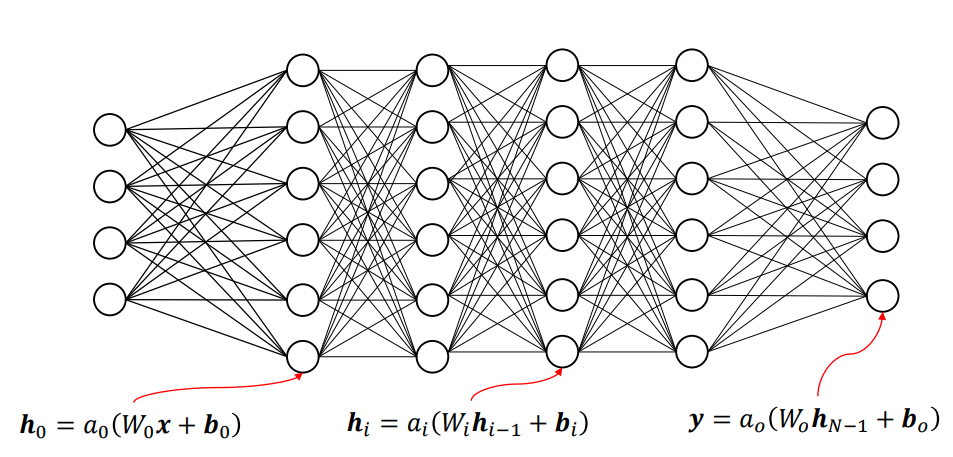 𝒉₀ = 𝑎₀(𝑊₀𝒙 + 𝒃₀)
𝒉ᵢ = 𝑎ᵢ(𝑊ᵢ𝒉ᵢ₋₁ + 𝒃ᵢ)
𝒚 = 𝑎ₒ(𝑊ₒ𝒉_{N−1} + 𝒃ₒ)